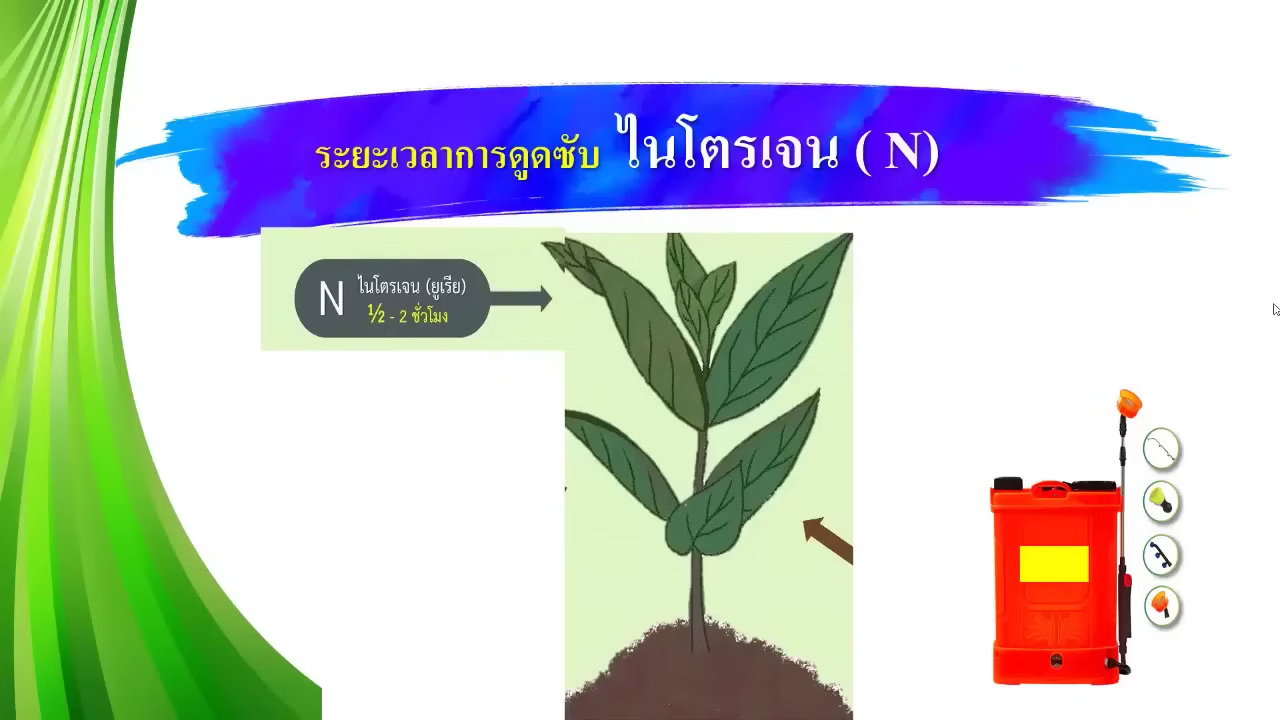 ระยะเวลาการดูดซับ ไนโตรเจน ( N)
N ไนโตรเจน (ยูเรีย)
½ - 2 ชั่วโมง